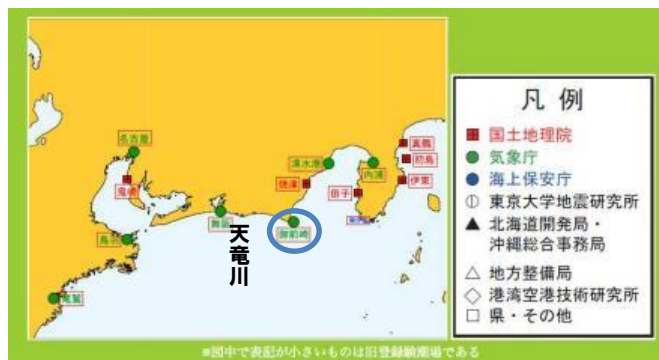 名古屋
鬼崎
鳥羽
尾鷲
舞阪
天竜川
御前崎
清水港
焼津
田子
内浦
真鶴
初島
伊東
凡 例
国土地理院
気象庁
海上保安庁
東京大学地震研究所
北海道開発局・
沖縄総合事務局
地方整備局
港湾空港技術研究所
県・その他
■図中で表記が小さいものは旧登録験潮場である